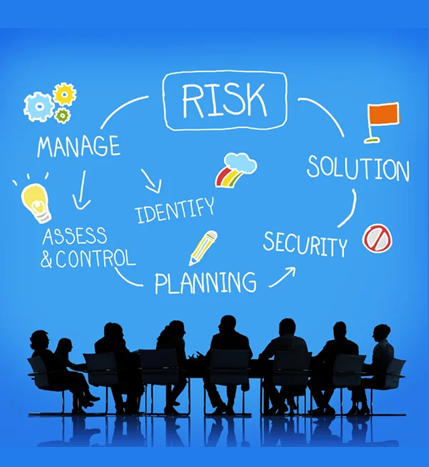 RISK
MANAGE
SOLUTION
IDENTIFY
ASSESS
& CONTROL
SECURITY
PLANNING